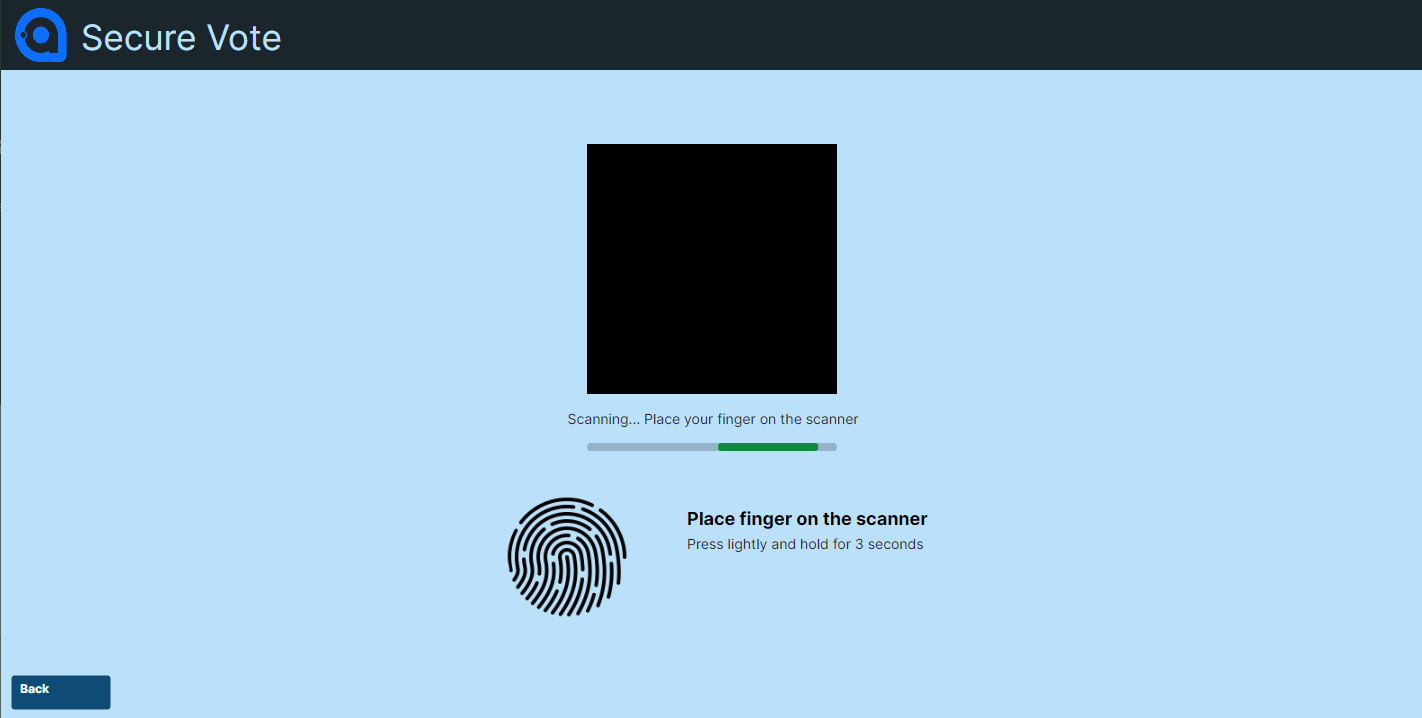 Secure Vote
Scanning... Place your finger on the scanner
Place finger on the scanner
Press lightly and hold for 3 seconds
Back